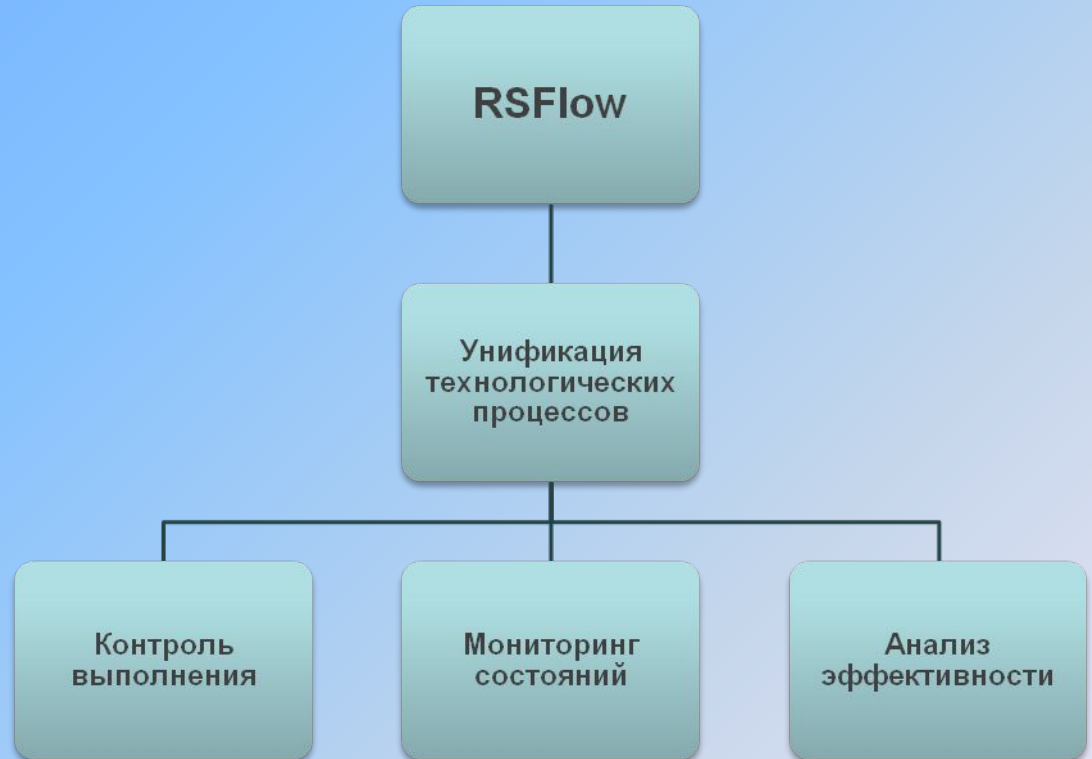 RSFlow
Унификация
технологических
процессов
Контроль
выполнения
Мониторинг
состояний
Анализ
эффективности